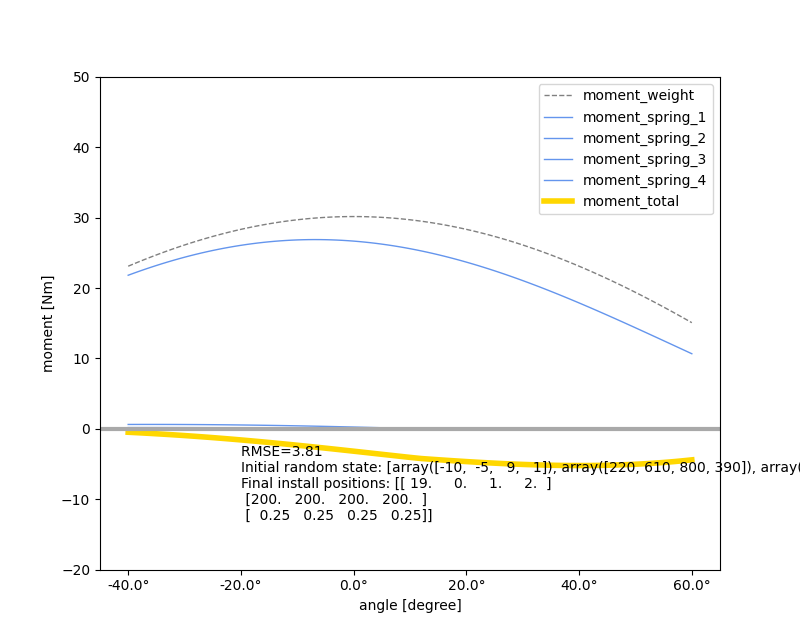 50
40
30
20
10
0
−10
−20
moment [Nm]
moment_weight
moment_spring_1
moment_spring_2
moment_spring_3
moment_spring_4
moment_total
RMSE=3.81
Initial random state: [array([-10, -5, 9, 1]), array([220, 610, 800, 390]), array(
Final install positions: [[ 19. 0. 1. 2. ]
[200. 200. 200. 200. ]
[ 0.25 0.25 0.25 0.25]]
-40.0° -20.0° 0.0° 20.0° 40.0° 60.0°
angle [degree]